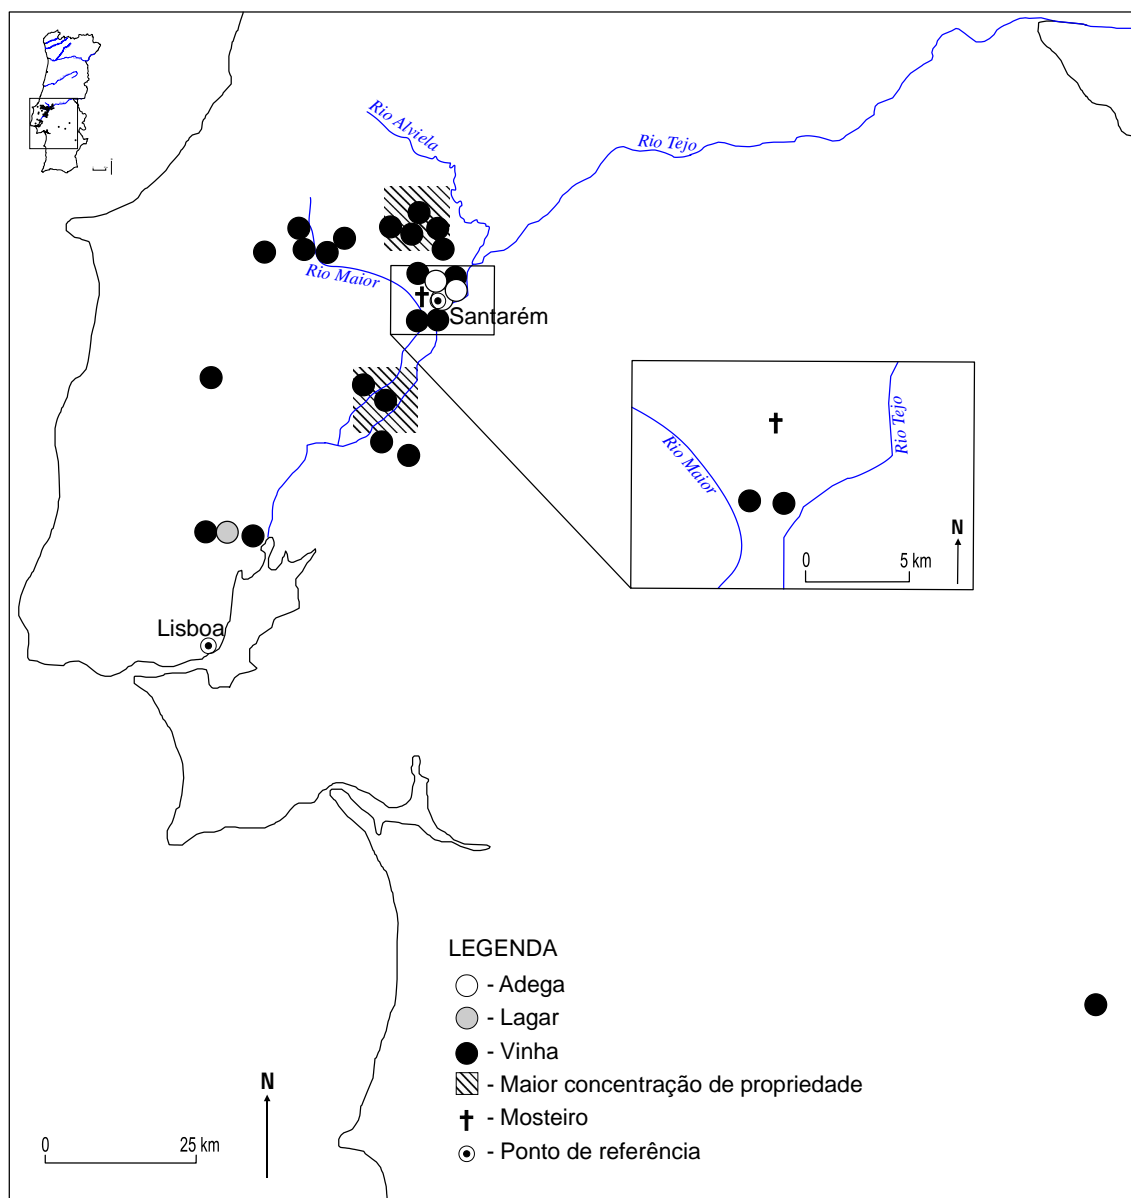 Rio Alviela
Rio Tejo
Rio Maior
Santarém
Rio Tejo
Rio Maior
N
0 5 km
Lisboa
LEGENDA
- Adega
- Lagar
- Vinha
- Maior concentração de propriedade
- Mosteiro
- Ponto de referência
N
0 25 km